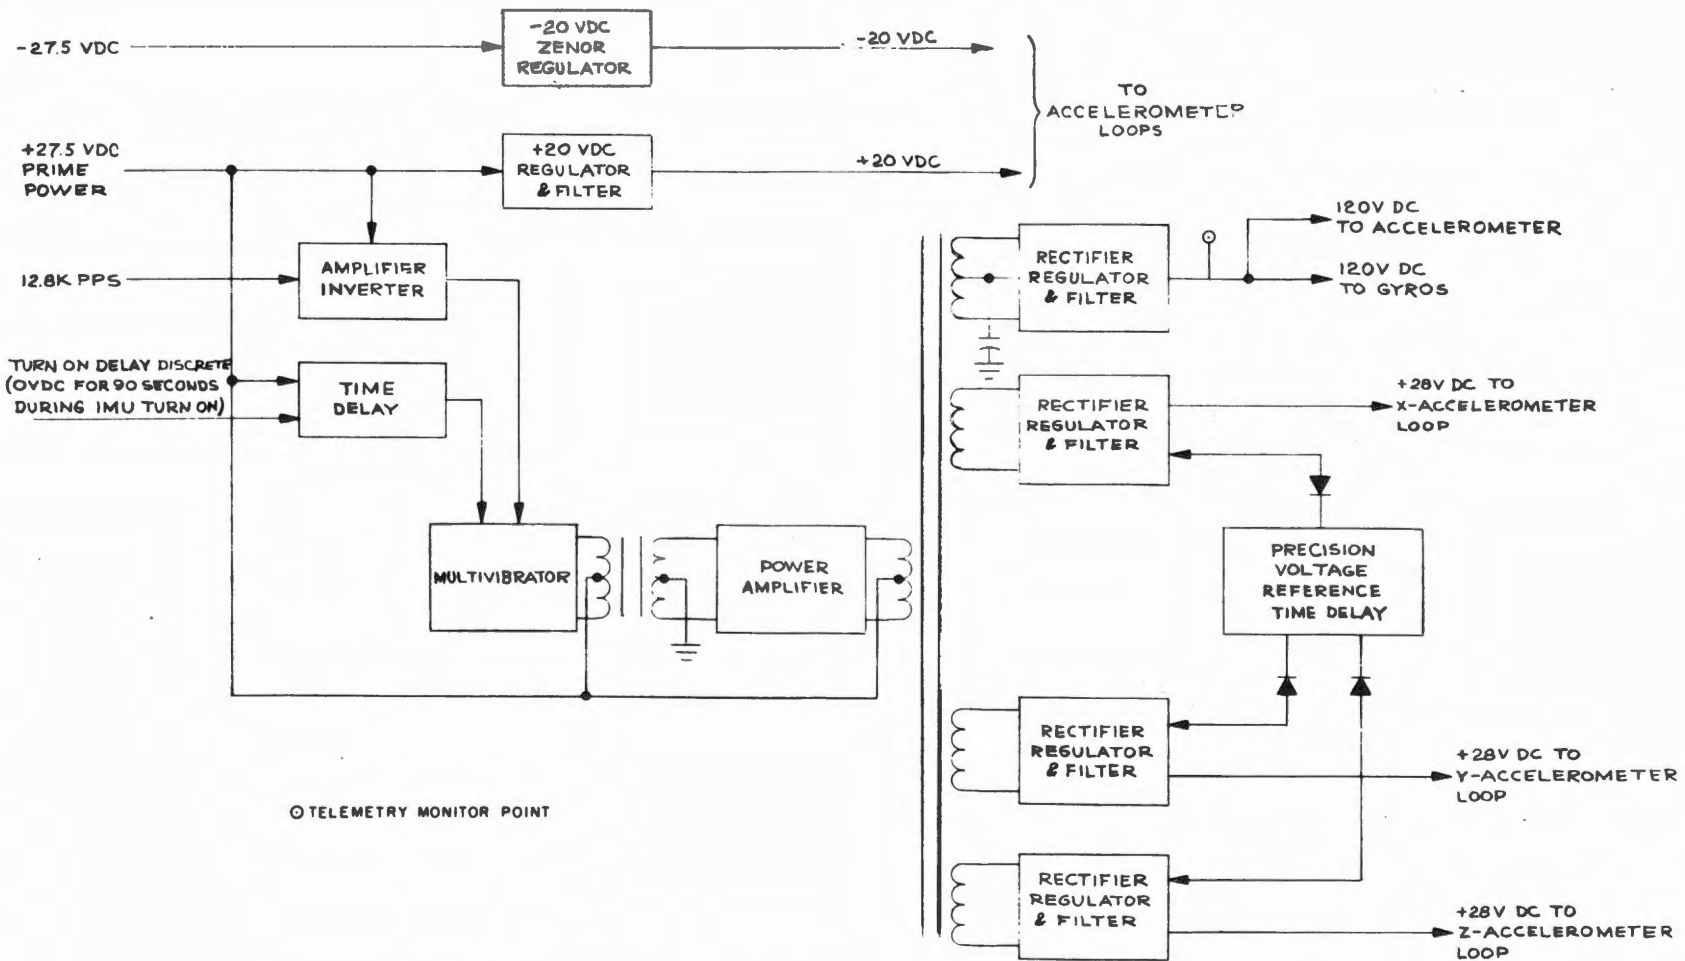 -27.5 VDC
-20 VDC
ZENOR
REGULATOR
-20 VDC
TO
ACCELEROMETER
LOOPS
+27.5 VDC
PRIME
POWER
+20 VDC
REGULATOR
& FILTER
+20 VDC
12.8K PPS
AMPLIFIER
INVERTER
RECTIFIER
REGULATOR
& FILTER
120V DC
TO ACCELEROMETER
120V DC
TO GYROS
TURN ON DELAY DISCRETE
(0VDC FOR 90 SECONDS
DURING IMU TURN ON)
TIME
DELAY
RECTIFIER
REGULATOR
& FILTER
+28V DC TO
X-ACCELEROMETER
LOOP
MULTIVIBRATOR
POWER
AMPLIFIER
PRECISION
VOLTAGE
REFERENCE
TIME DELAY
RECTIFIER
REGULATOR
& FILTER
+28V DC TO
Y-ACCELEROMETER
LOOP
TELEMETRY MONITOR POINT
RECTIFIER
REGULATOR
& FILTER
+28V DC TO
Z-ACCELEROMETER
LOOP